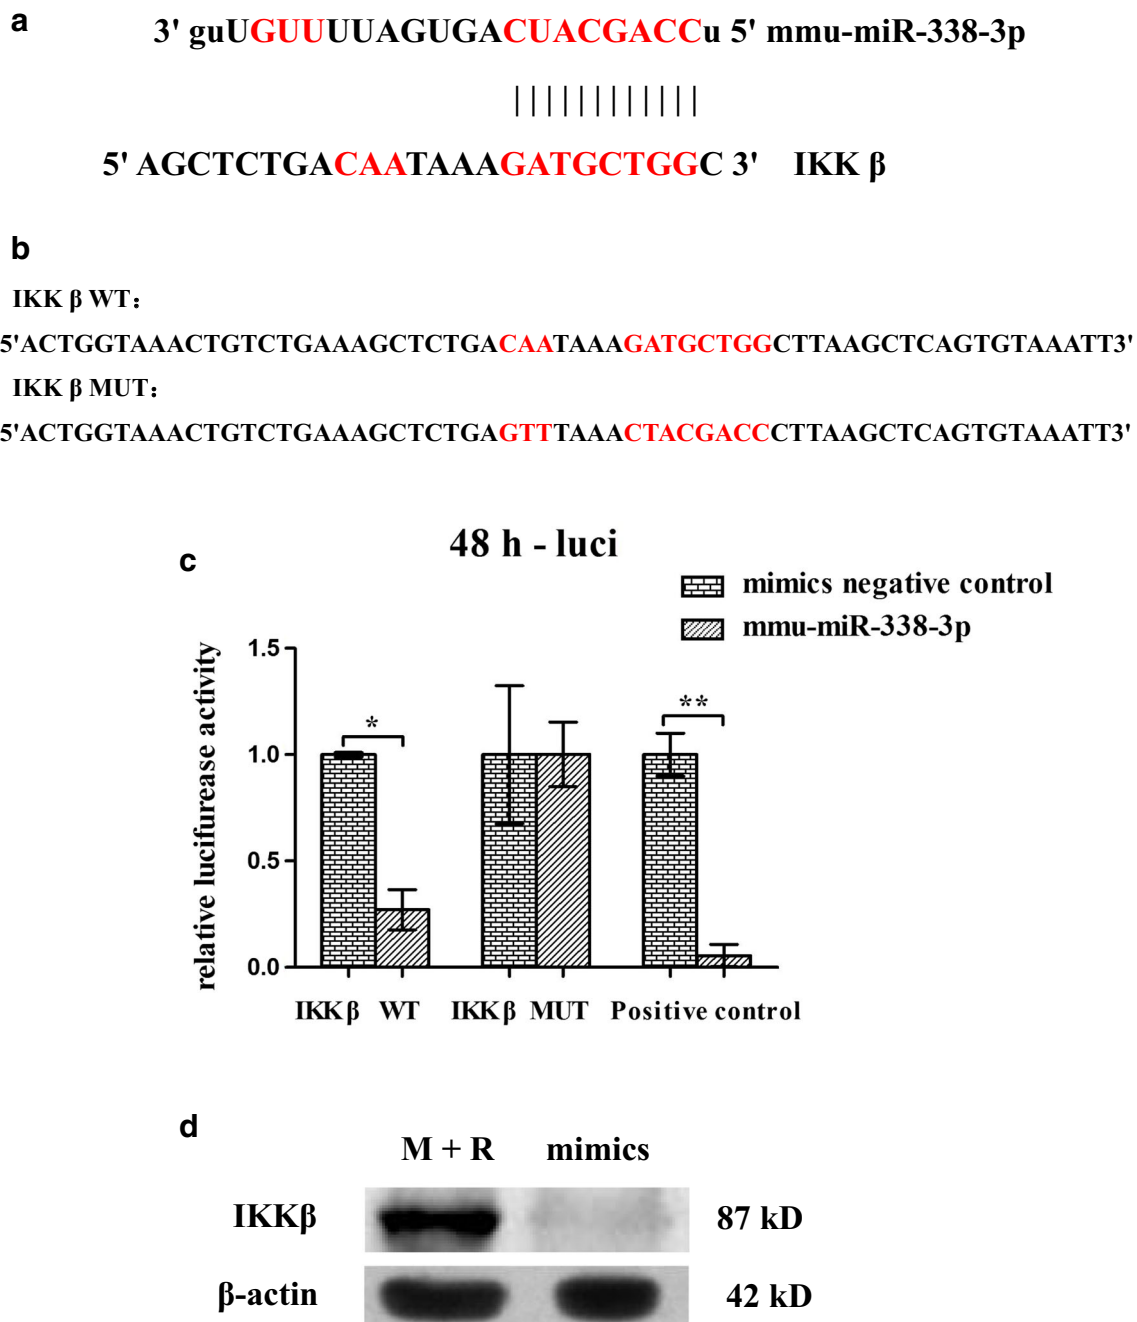 a
3' guUGUUUUAGUGACUACGACCu 5' mmu-miR-338-3p
||||||||||||
5' AGCTCTGACAATAAAGATGCTGGC 3' IKK β
b
IKK β WT:
5'ACTGGTAAACTGTCTGAAAGCTCTGACAATAAAGATGCTGGCTTAAGCTCAGTGTAAATT3'
IKK β MUT:
5'ACTGGTAAACTGTCTGAAAGCTCTGAGTTTAAACTACGACCCTTAAGCTCAGTGTAAATT3'
c
48 h - luci
mimics negative control
mmu-miR-338-3p
relative lucifurease activity
1.5
1.0
0.5
0.0
*
**
IKKβ WT
IKKβ MUT
Positive control
d
M + R mimics
IKKβ 87 kD
β-actin 42 kD